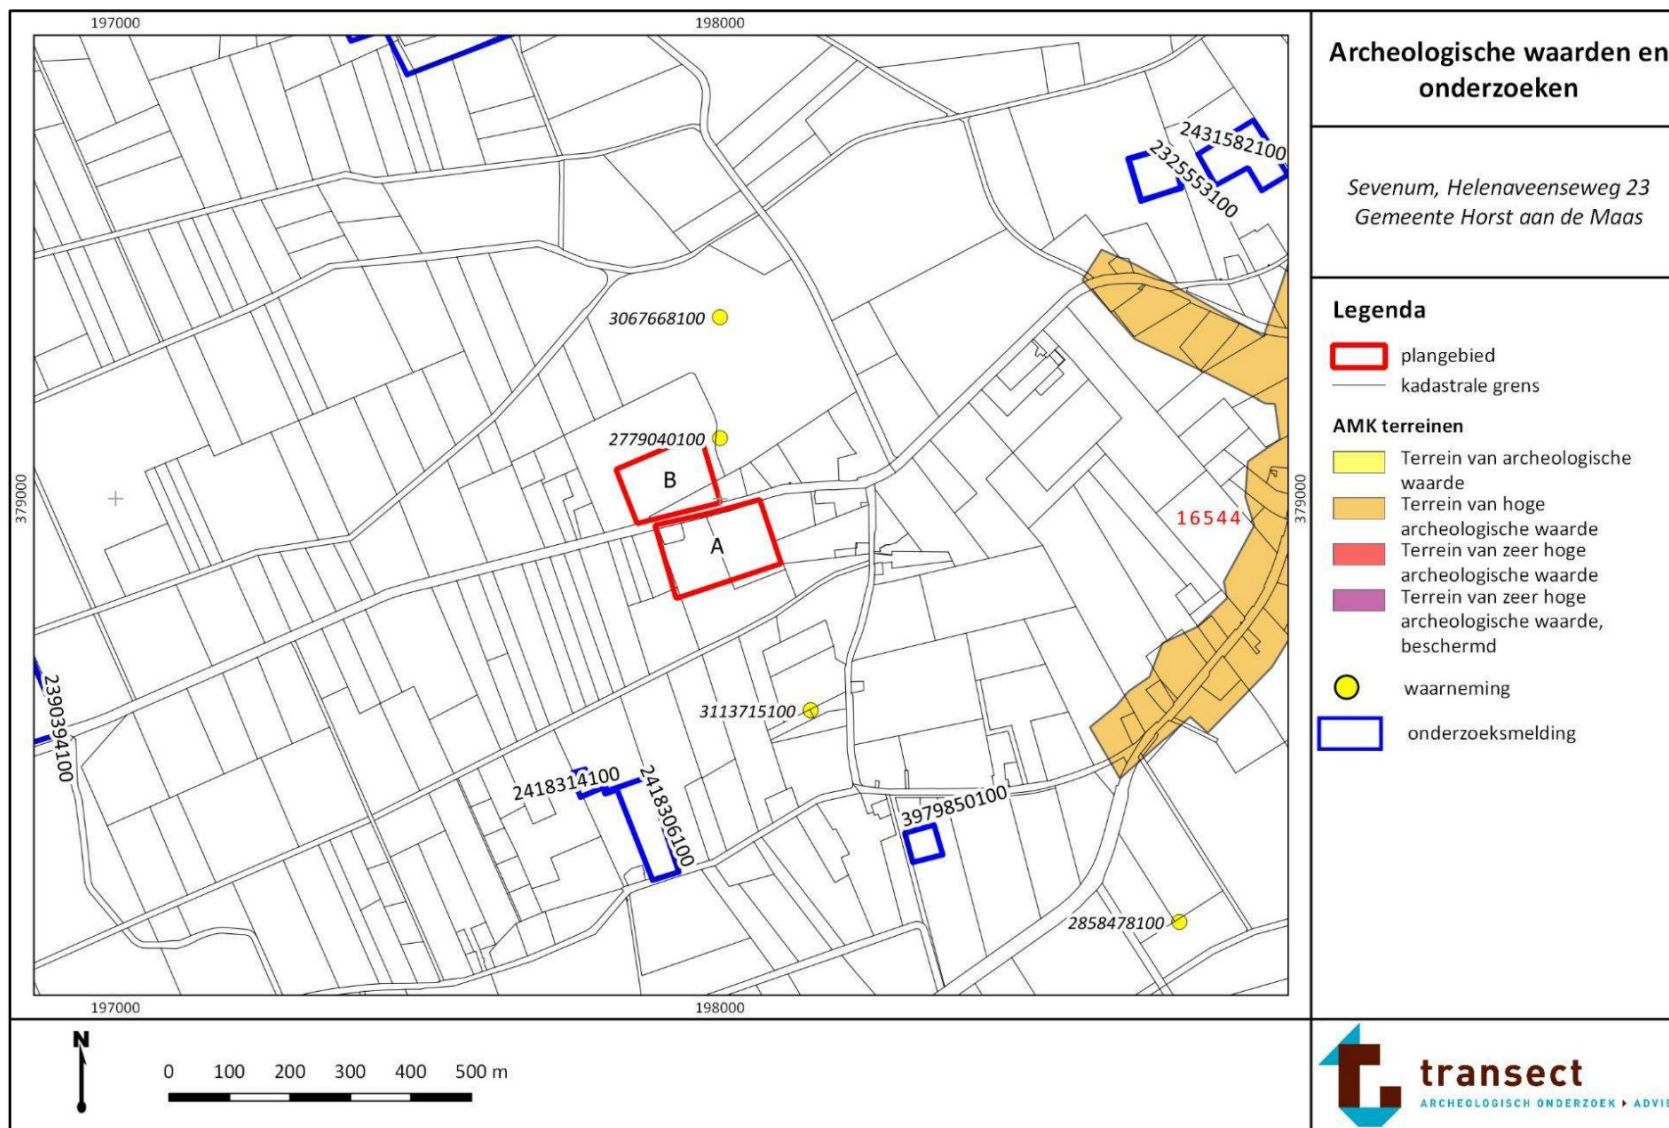 197000
198000
Archeologische waarden en
onderzoeken
2431582100
2325553100
Sevenum, Helenaveenseweg 23
Gemeente Horst aan de Maas
3067668100
Legenda
plangebied
kadastrale grens
2779040100
AMK terreinen
Terrein van archeologische
waarde
B
379000
379000
16544
Terrein van hoge
archeologische waarde
A
Terrein van zeer hoge
archeologische waarde
Terrein van zeer hoge
archeologische waarde,
beschermd
2390394100
waarneming
3113715100
onderzoeksmelding
2418314100
2418306100
3979850100
2858478100
197000
198000
N
0 100 200 300 400 500 m
transect
ARCHEOLOGISCH ONDERZOEK ▸ ADVIE